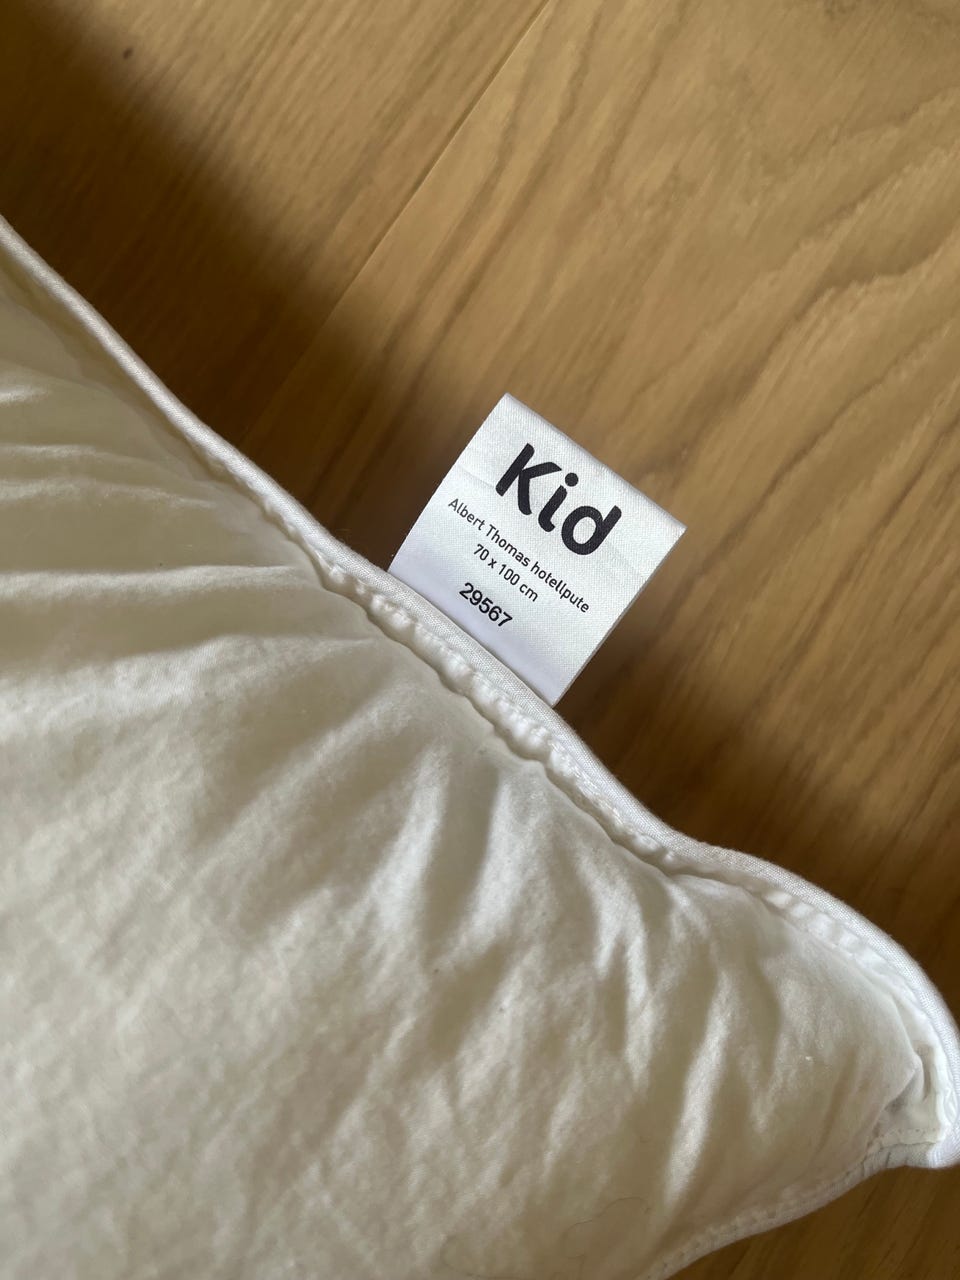 Kid
Albert Thomas hotellpute
70 x 100 cm
29567